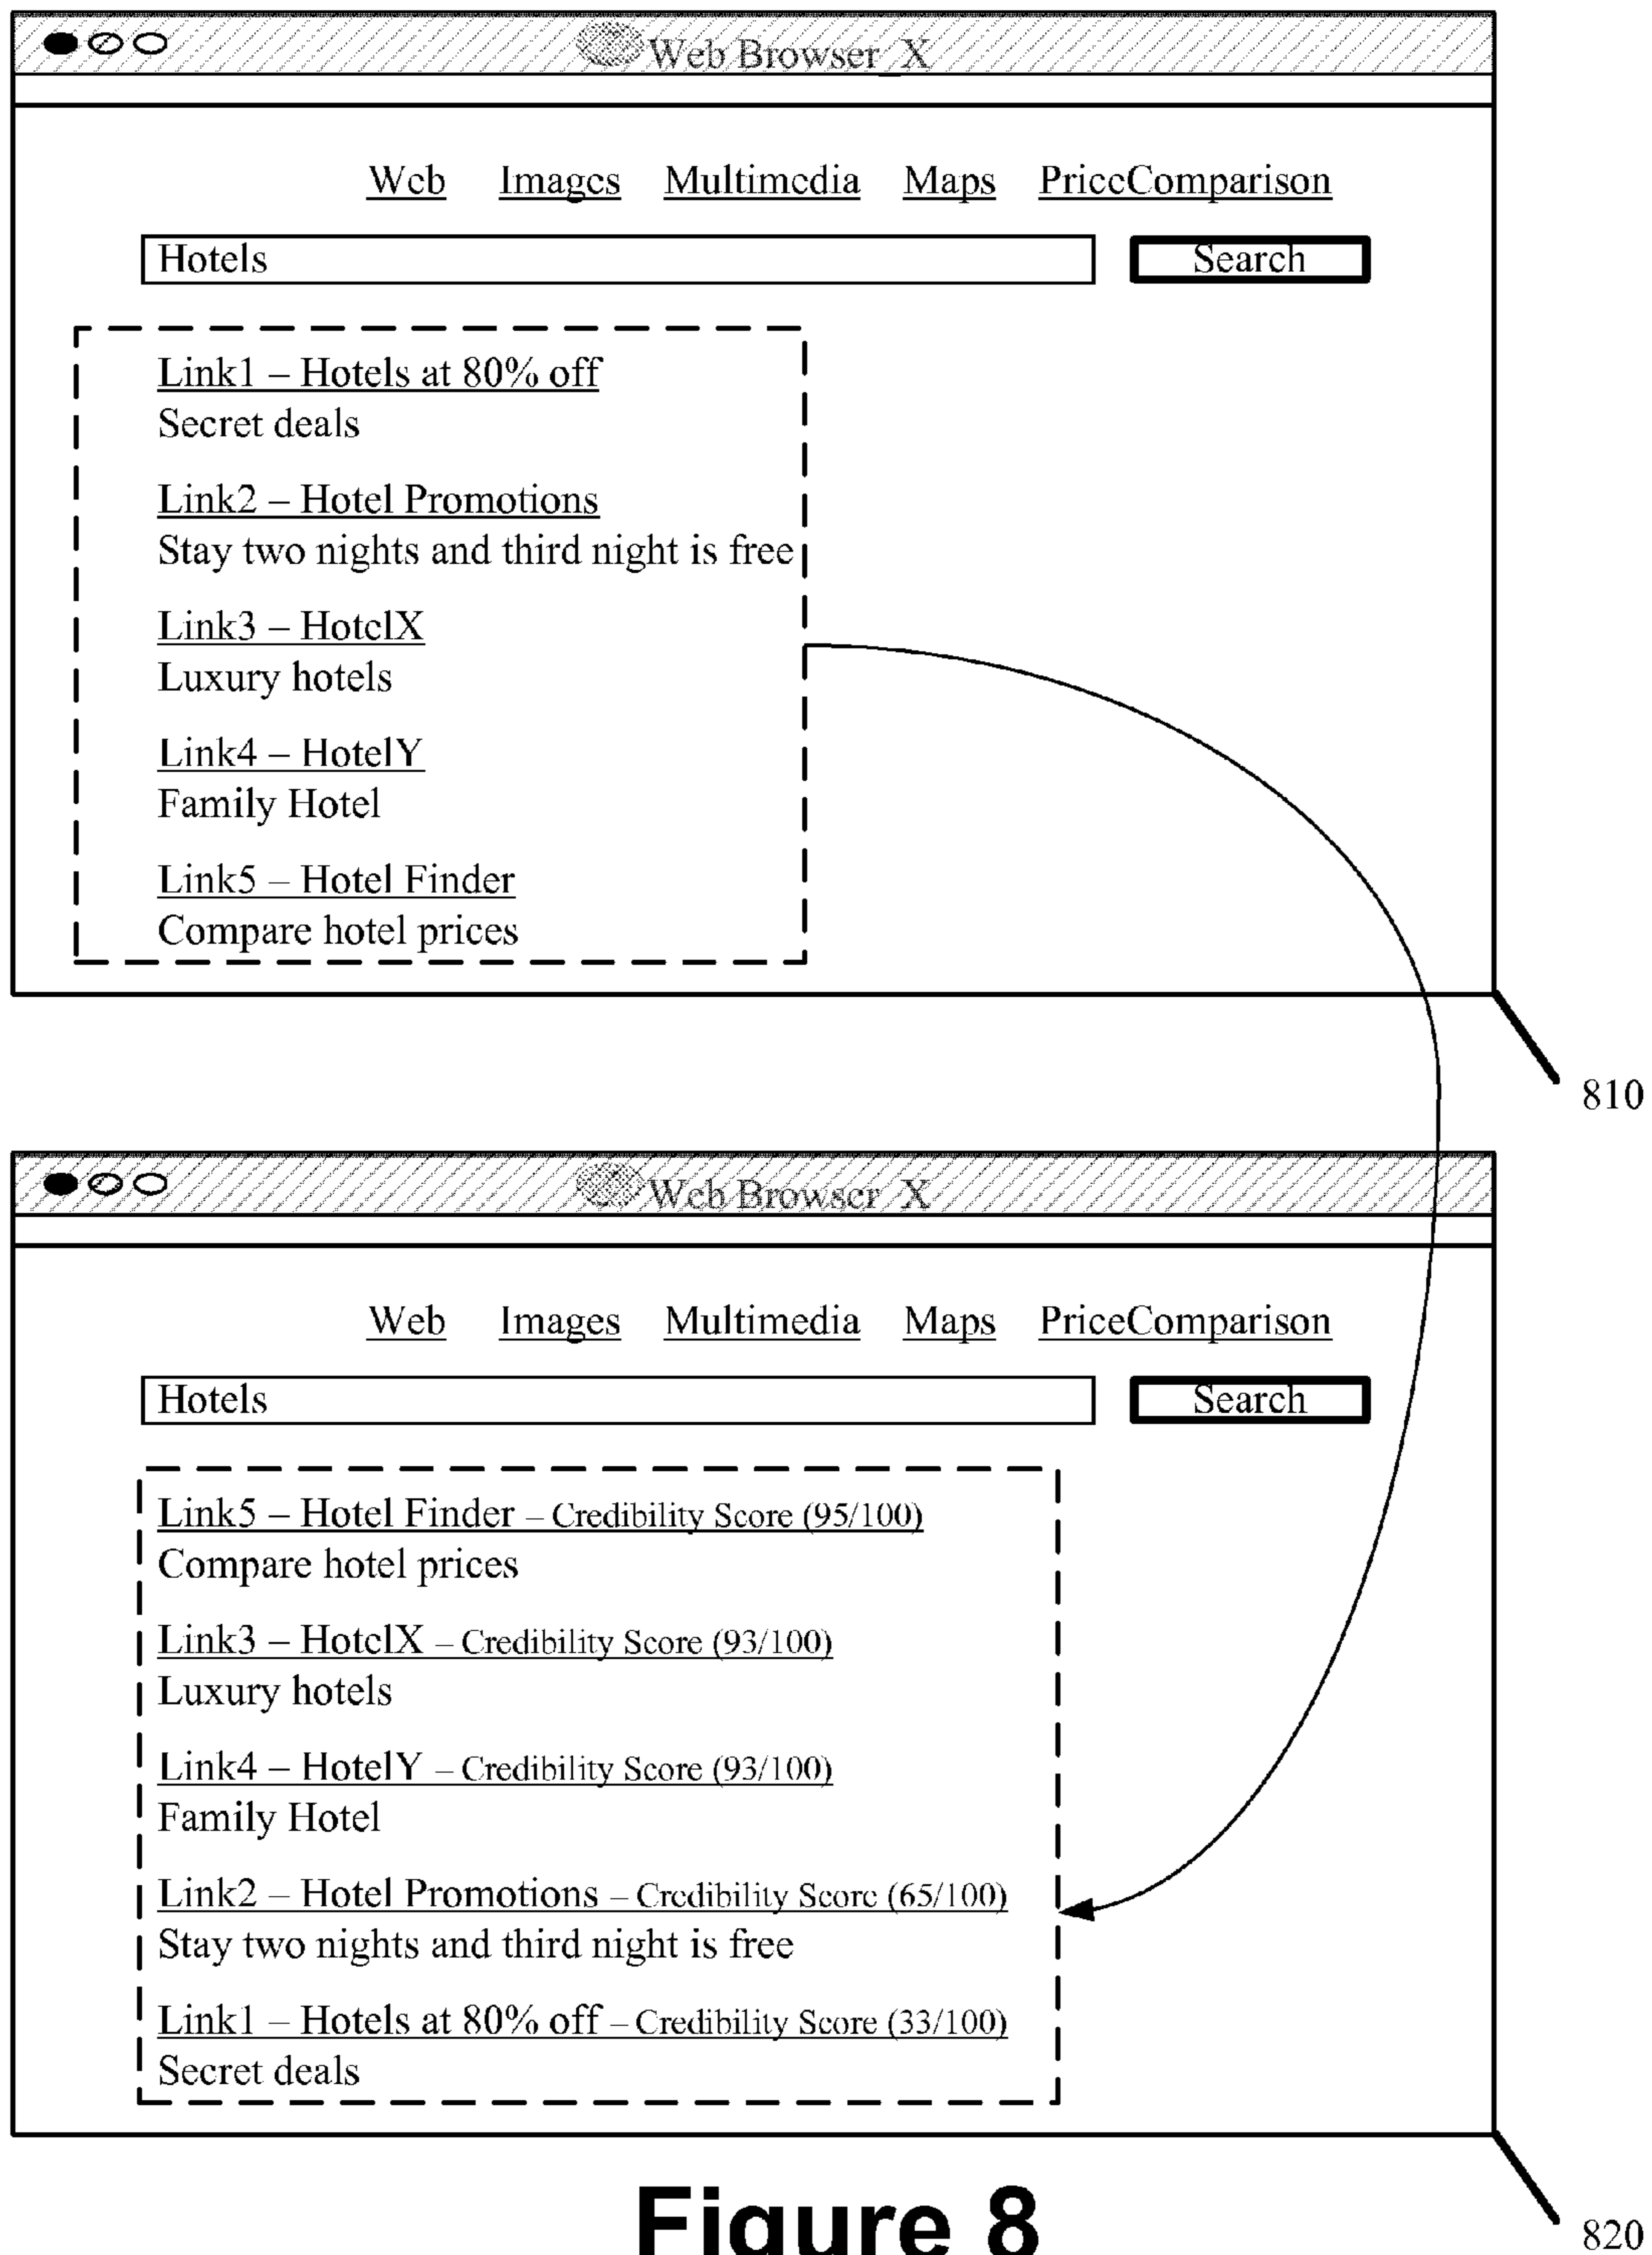 Web Browser_X
Web Images Multimedia Maps PriceComparison
Hotels Search
Link1 – Hotels at 80% off
Secret deals
Link2 – Hotel Promotions
Stay two nights and third night is free
Link3 – HotelX
Luxury hotels
Link4 – HotelY
Family Hotel
Link5 – Hotel Finder
Compare hotel prices
810
Web Browser_X
Web Images Multimedia Maps PriceComparison
Hotels Search
Link5 – Hotel Finder – Credibility Score (95/100)
Compare hotel prices
Link3 – HotelX – Credibility Score (93/100)
Luxury hotels
Link4 – HotelY – Credibility Score (93/100)
Family Hotel
Link2 – Hotel Promotions – Credibility Score (65/100)
Stay two nights and third night is free
Link1 – Hotels at 80% off – Credibility Score (33/100)
Secret deals
820
Figure 8